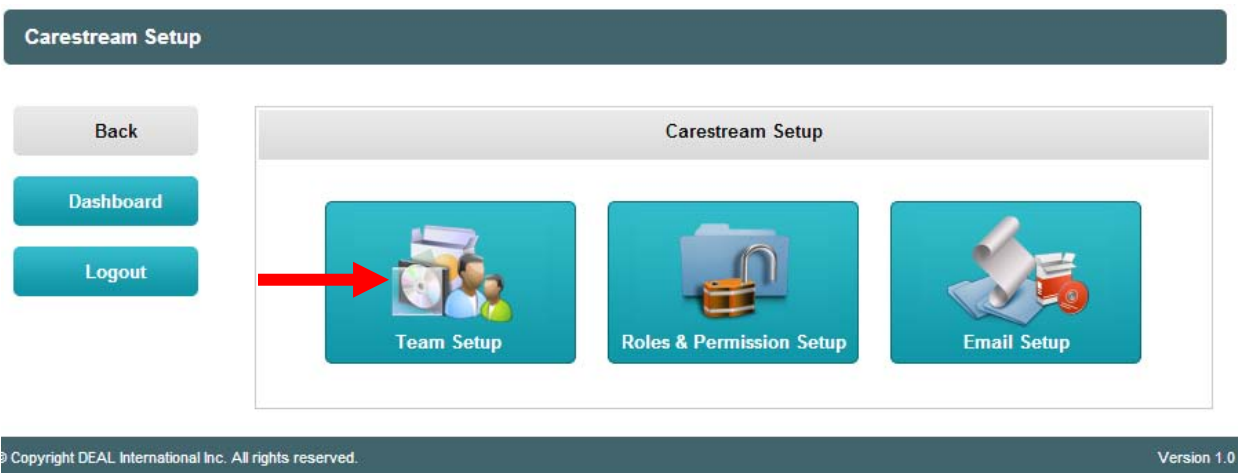 Carestream Setup
Back
Dashboard
Logout
Carestream Setup
Team Setup
Roles & Permission Setup
Email Setup
© Copyright DEAL International Inc. All rights reserved.
Version 1.0